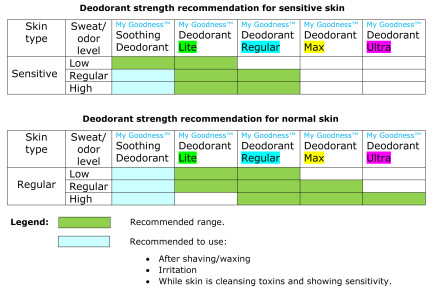 Deodorant strength recommendation for sensitive skin
Skin type
Sweat/ odor level
My Goodness™ Soothing Deodorant
My Goodness™ Deodorant Lite
My Goodness™ Deodorant Regular
My Goodness™ Deodorant Max
My Goodness™ Deodorant Ultra
Sensitive
Low
Regular
High
Deodorant strength recommendation for normal skin
Skin type
Sweat/ odor level
My Goodness™ Soothing Deodorant
My Goodness™ Deodorant Lite
My Goodness™ Deodorant Regular
My Goodness™ Deodorant Max
My Goodness™ Deodorant Ultra
Regular
Low
Regular
High
Legend:
Recommended range.
Recommended to use:
• After shaving/waxing
• Irritation
• While skin is cleansing toxins and showing sensitivity.